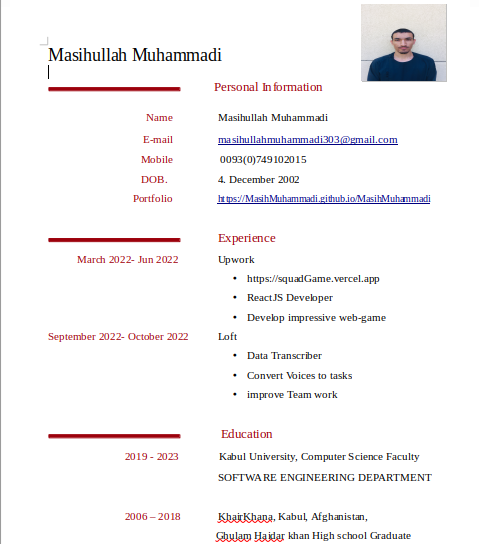 Masihullah Muhammadi
Personal Information
Name Masihullah Muhammadi
E-mail masihullahmuhammadi303@gmail.com
Mobile 0093(0)749102015
DOB. 4. December 2002
Portfolio https://MasihMuhammadi.github.io/MasihMuhammadi
Experience
March 2022- Jun 2022 Upwork
• https://squadGame.vercel.app
• ReactJS Developer
• Develop impressive web-game
September 2022- October 2022 Loft
• Data Transcriber
• Convert Voices to tasks
• improve Team work
Education
2019 - 2023 Kabul University, Computer Science Faculty
SOFTWARE ENGINEERING DEPARTMENT
2006 – 2018 KhairKhana, Kabul, Afghanistan,
Ghulam Haidar khan High school Graduate